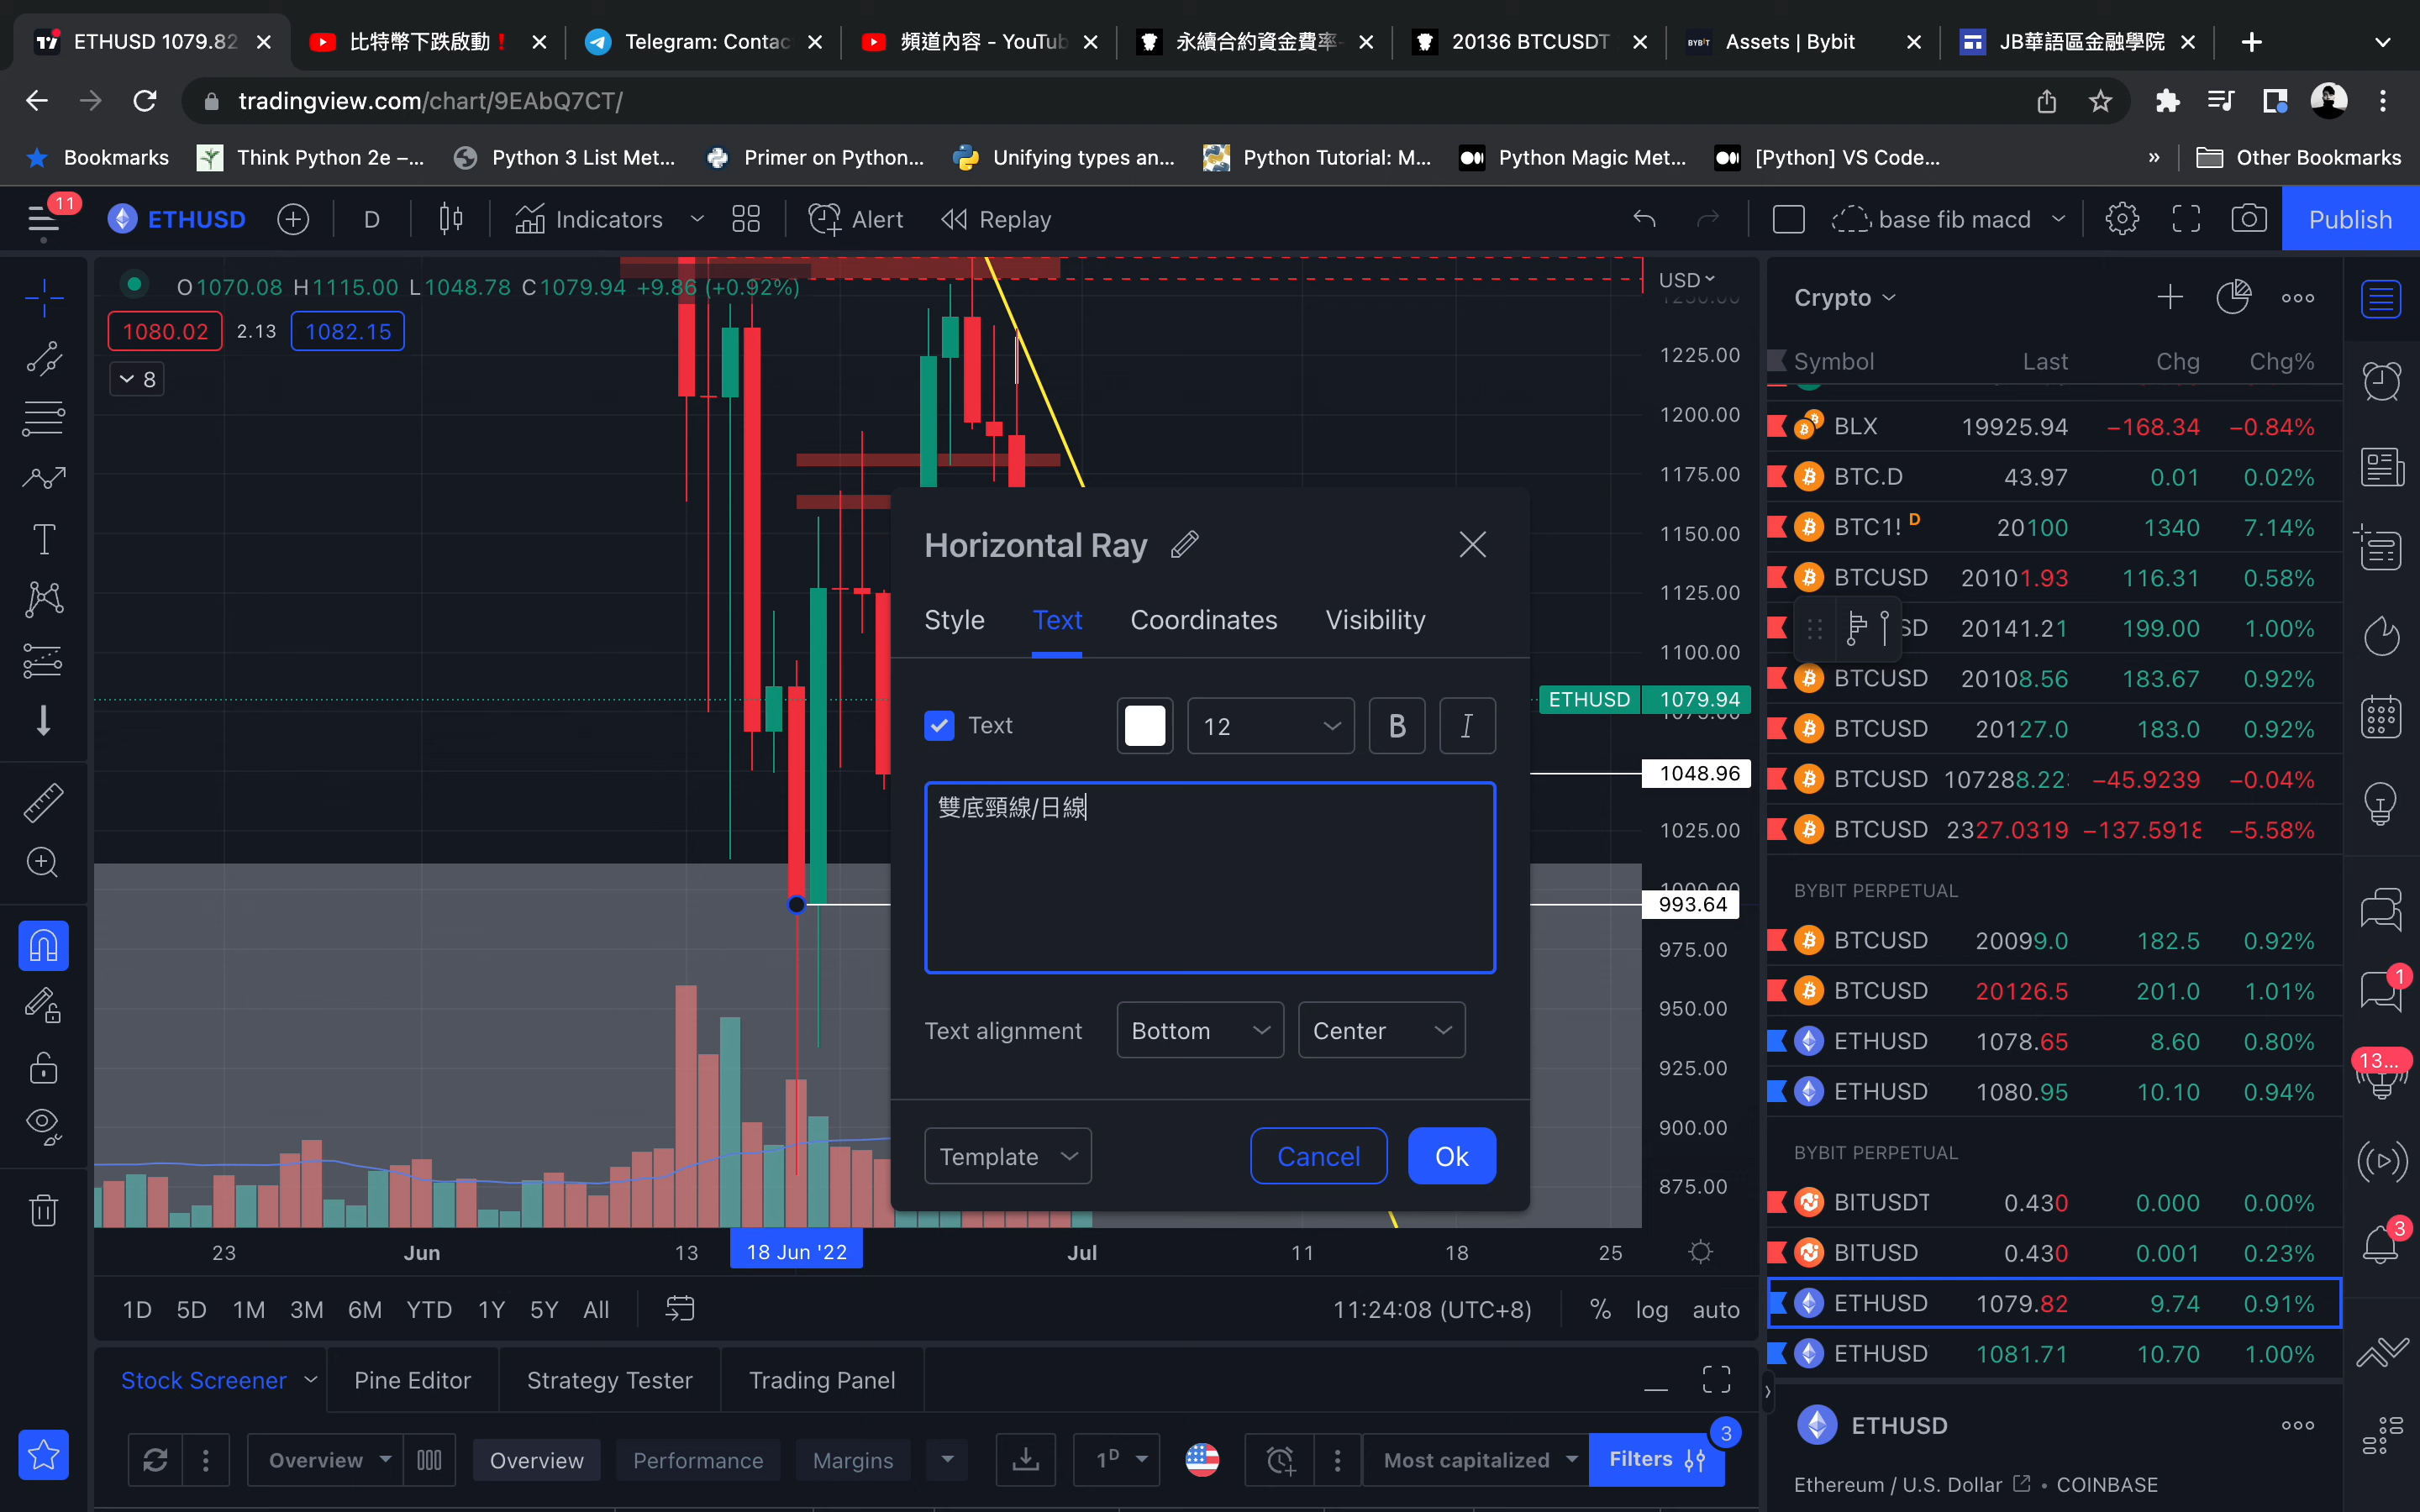 ETHUSD 1079.82
比特幣下跌啟動！
Telegram: Contac
頻道內容 - YouTub
永續合約資金費率-
20136 BTCUSDT
BYBIT
Assets | Bybit
JB華語區金融學院
tradingview.com/chart/9EAbQ7CT/
Bookmarks
Think Python 2e –...
Python 3 List Met...
Primer on Python...
Unifying types an...
Python Tutorial: M...
Python Magic Met...
[Python] VS Code...
»
Other Bookmarks
11
ETHUSD
D
Indicators
Alert
Replay
base fib macd
Publish
O1070.08 H1115.00 L1048.78 C1079.94 +9.86 (+0.92%)
1080.02
2.13
1082.15
8
USD
1225.00
1200.00
1175.00
1150.00
1125.00
1100.00
ETHUSD 1079.94
1048.96
1025.00
993.64
975.00
950.00
925.00
900.00
875.00
Horizontal Ray
Style
Text
Coordinates
Visibility
Text
12
B
I
雙底頸線/日線
Text alignment
Bottom
Center
Template
Cancel
Ok
23
Jun
13
18 Jun '22
Jul
11
18
25
1D 5D 1M 3M 6M YTD 1Y 5Y All
11:24:08 (UTC+8)
% log auto
Stock Screener
Pine Editor
Strategy Tester
Trading Panel
Overview
Overview
Performance
Margins
1D
Most capitalized
Filters
3
Crypto
Symbol Last Chg Chg%
BLX 19925.94 −168.34 −0.84%
BTC.D 43.97 0.01 0.02%
BTC1! D 20100 1340 7.14%
BTCUSD 20101.93 116.31 0.58%
SD 20141.21 199.00 1.00%
BTCUSD 20108.56 183.67 0.92%
BTCUSD 20127.0 183.0 0.92%
BTCUSD 107288.22 −45.9239 −0.04%
BTCUSD 2327.0319 −137.5918 −5.58%
BYBIT PERPETUAL
BTCUSD 20099.0 182.5 0.92%
BTCUSD 20126.5 201.0 1.01%
ETHUSD 1078.65 8.60 0.80%
ETHUSD 1080.95 10.10 0.94%
BYBIT PERPETUAL
BITUSDT 0.430 0.000 0.00%
BITUSD 0.430 0.001 0.23%
ETHUSD 1079.82 9.74 0.91%
ETHUSD 1081.71 10.70 1.00%
ETHUSD
Ethereum / U.S. Dollar • COINBASE
1
13...
3